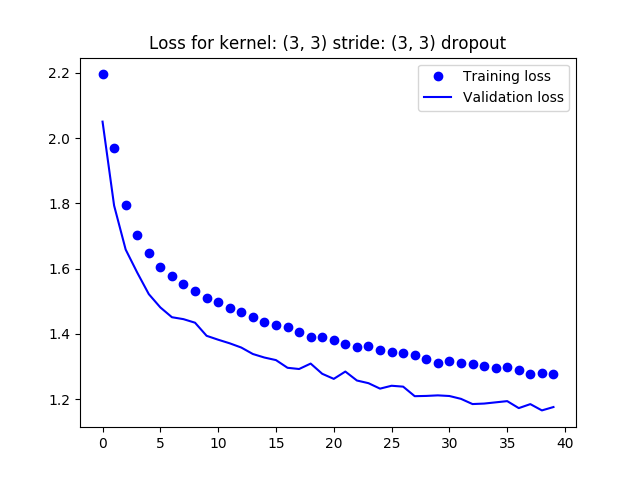 Loss for kernel: (3, 3) stride: (3, 3) dropout
Training loss
Validation loss
2.2
2.0
1.8
1.6
1.4
1.2
0 5 10 15 20 25 30 35 40